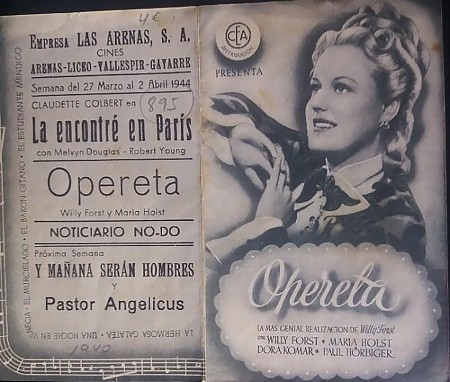 4€
EMPRESA LAS ARENAS, S. A.
CINES
ARENAS-LICEO-VALLESPIR-GAYARRE
Semana del 27 Marzo al 2 Abril 1944
CLAUDETTE COLBERT en
895
La encontré en París
con Melvyn Douglas - Robert Young
Opereta
Willy Forst y Maria Holst
NOTICIARIO NO-DO
Próxima Semana
Y MAÑANA SERÁN HOMBRES
y
Pastor Angelicus
1940
NECIA · EL MURCIELAGO · EL BARON GITANO · EL ESTUDIANTE MENDIGO
LA HERMOSA GALATEA · UNA NOCHE EN VE
CEA
DISTRIBUCION
PRESENTA
Opereta
LA MAS GENIAL REALIZACION DE Willy Forst
con WILLY FORST · MARIA HOLST
DORA KOMAR · PAUL HÖRBIGER.